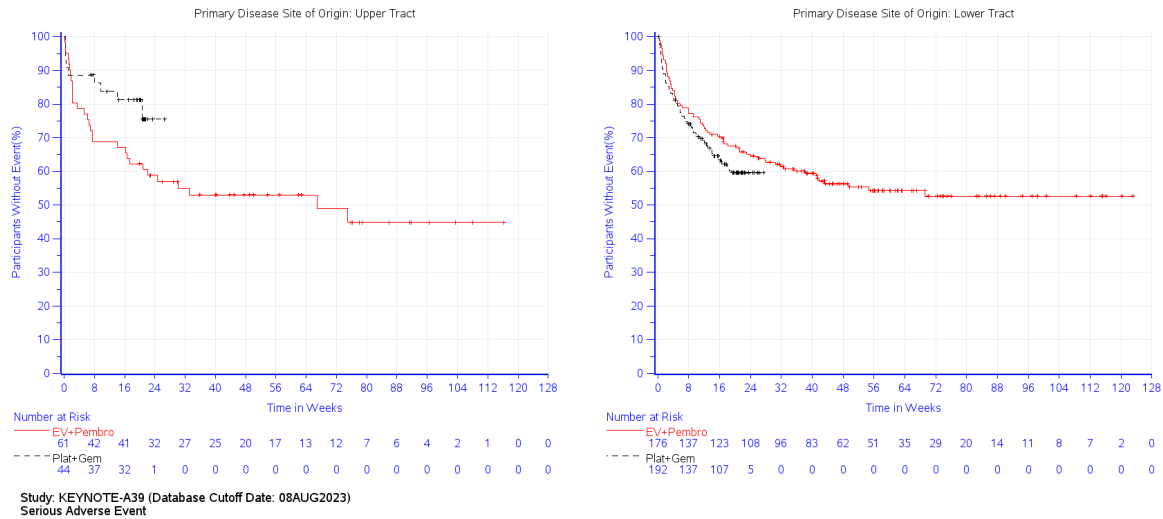 Primary Disease Site of Origin: Upper Tract
100
90
80
70
60
50
40
30
20
10
0
Participants Without Event(%)
0 8 16 24 32 40 48 56 64 72 80 88 96 104 112 120 128
Time in Weeks
Number at Risk
EV+Pembro
61 42 41 32 27 25 20 17 13 12 7 6 4 2 1 0 0
Plat+Gem
44 37 32 1 0 0 0 0 0 0 0 0 0 0 0 0 0
Primary Disease Site of Origin: Lower Tract
100
90
80
70
60
50
40
30
20
10
0
Participants Without Event(%)
0 8 16 24 32 40 48 56 64 72 80 88 96 104 112 120 128
Time in Weeks
Number at Risk
EV+Pembro
176 137 123 108 96 83 62 51 35 29 20 14 11 8 7 2 0
Plat+Gem
192 137 107 5 0 0 0 0 0 0 0 0 0 0 0 0 0
Study: KEYNOTE-A39 (Database Cutoff Date: 08AUG2023)
Serious Adverse Event